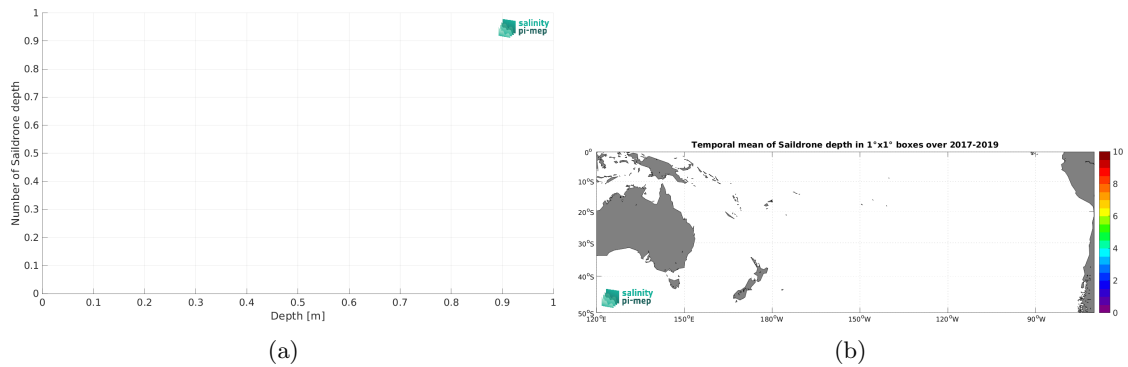 1
0.9
0.8
0.7
0.6
0.5
0.4
0.3
0.2
0.1
0
Number of Saildrone depth
0 0.1 0.2 0.3 0.4 0.5 0.6 0.7 0.8 0.9 1
Depth [m]
salinity
pi-mep
(a)
Temporal mean of Saildrone depth in 1°x1° boxes over 2017-2019
0°
10°S
20°S
30°S
40°S
50°S
120°E 150°E 180°W 150°W 120°W 90°W
10
8
6
4
2
0
salinity
pi-mep
(b)